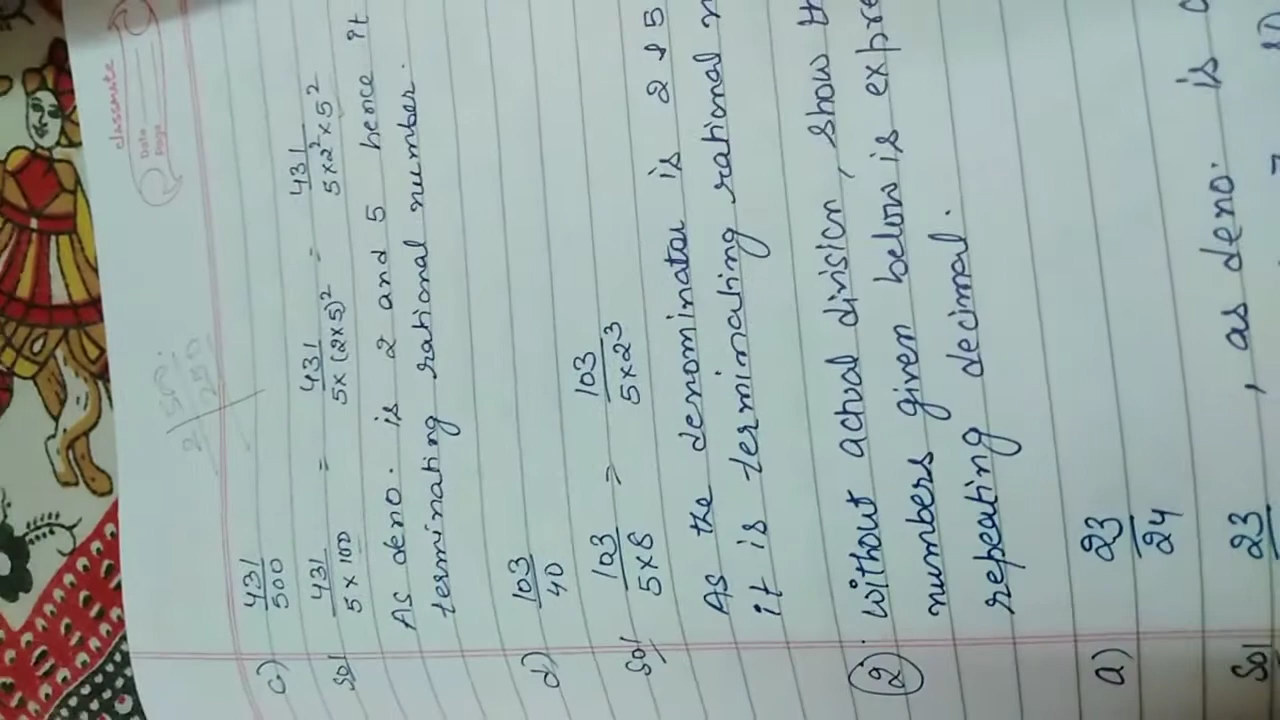 classmate
Date
Page
c) 431/500
Sol 431/5×100 = 431/5×(2×5)² = 431/5×2²×5²
As deno. is 2 and 5 hence it
terminating rational number.
d) 103/40
Sol 103/5×8 = 103/5×2³
As the denominator is 2 & 5
it is terminating rational
(2). Without actual division, show
numbers given below is expre
repeating decimal.
a) 23/24
Sol 23 , as deno. is